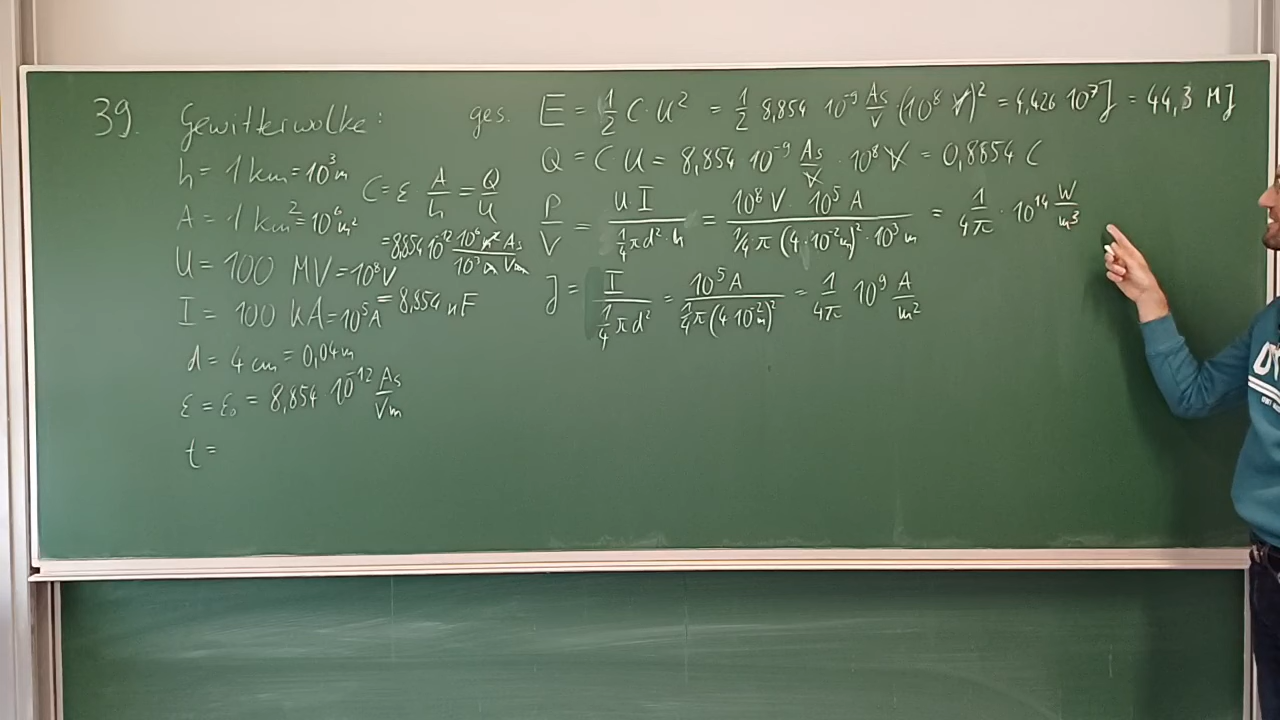 39. Gewitterwolke:
h = 1 km = 10³ m
A = 1 km² = 10⁶ m²
U = 100 MV = 10⁸ V
I = 100 kA = 10⁵ A
d = 4 cm = 0,04 m
ε = ε₀ = 8,854 10⁻¹² As/Vm
t =
C = ε A/h = Q/U
= 8,854 10⁻¹² 10⁶ m² As / 10³ m Vm
= 8,854 nF
ges. E = 1/2 C · U² = 1/2 8,854 10⁻⁹ As/V · (10⁸ V)² = 4,426 10⁷ J = 44,3 MJ
Q = C U = 8,854 10⁻⁹ As/V · 10⁸ V = 0,8854 C
P/V = U I / (1/4 π d² · h) = 10⁸ V · 10⁵ A / (1/4 π (4 · 10⁻² m)² · 10³ m) = 1/4π · 10¹⁴ W/m³
J = I / (1/4 π d²) = 10⁵ A / (1/4 π (4 10⁻² m)²) = 1/4π 10⁹ A/m²